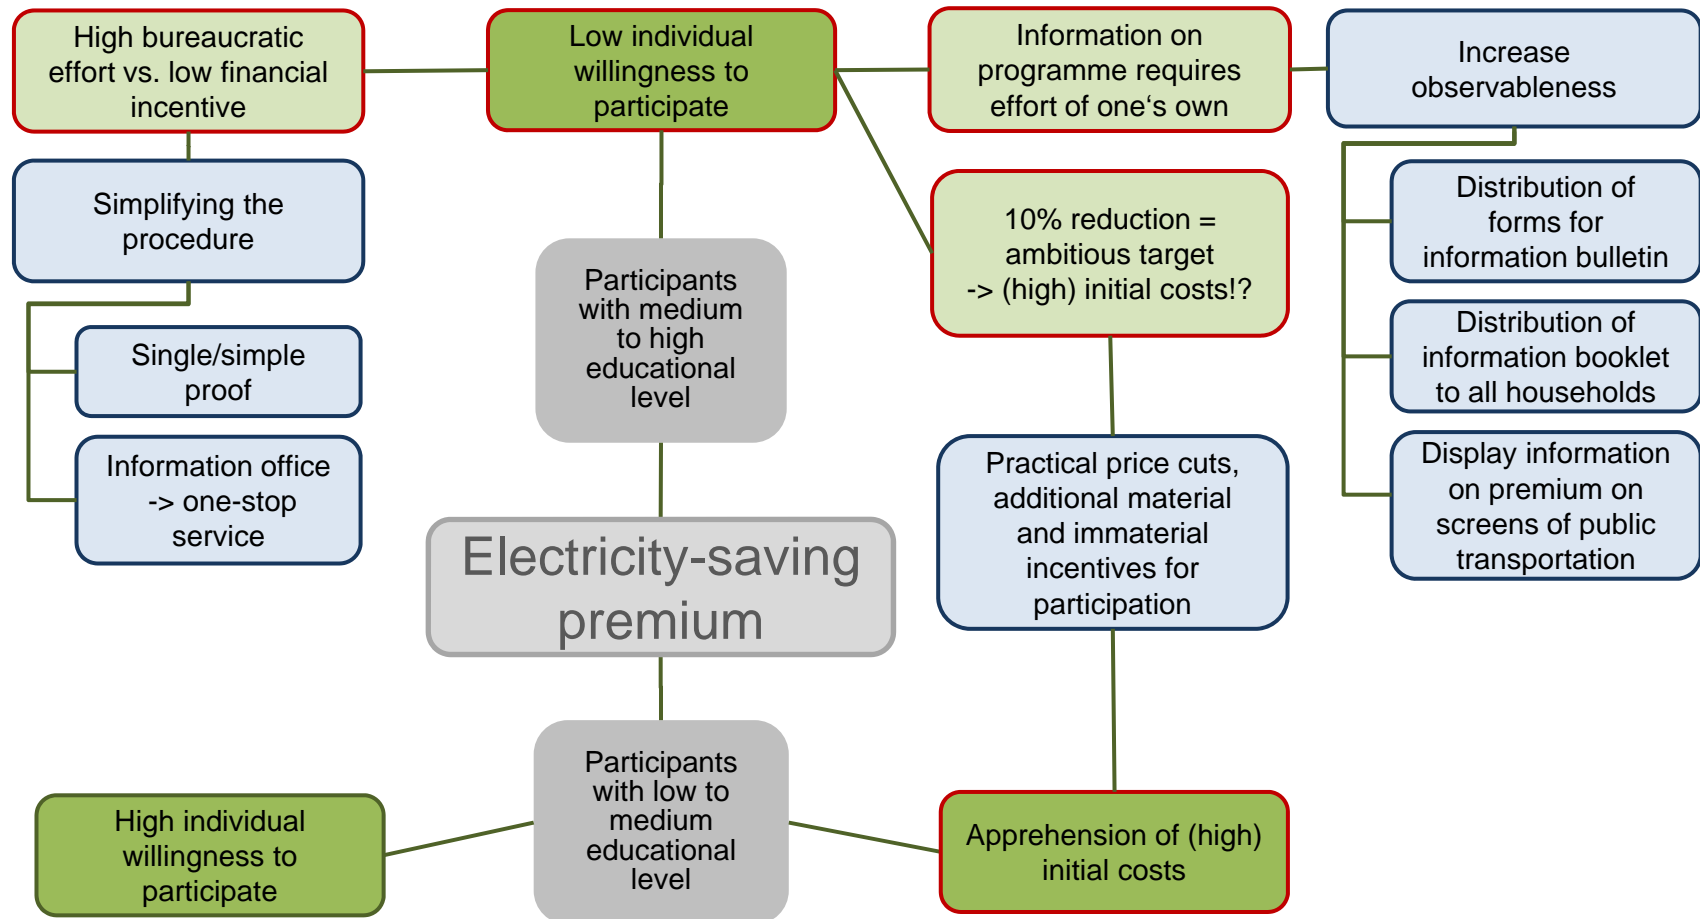 High bureaucratic
effort vs. low financial
incentive
Low individual
willingness to
participate
Information on
programme requires
effort of one‘s own
Increase
observableness
Simplifying the
procedure
Single/simple
proof
Information office
-> one-stop
service
Participants
with medium
to high
educational
level
10% reduction =
ambitious target
-> (high) initial costs!?
Distribution of
forms for
information bulletin
Distribution of
information booklet
to all households
Display information
on premium on
screens of public
transportation
Practical price cuts,
additional material
and immaterial
incentives for
participation
Electricity-saving
premium
Participants
with low to
medium
educational
level
High individual
willingness to
participate
Apprehension of (high)
initial costs